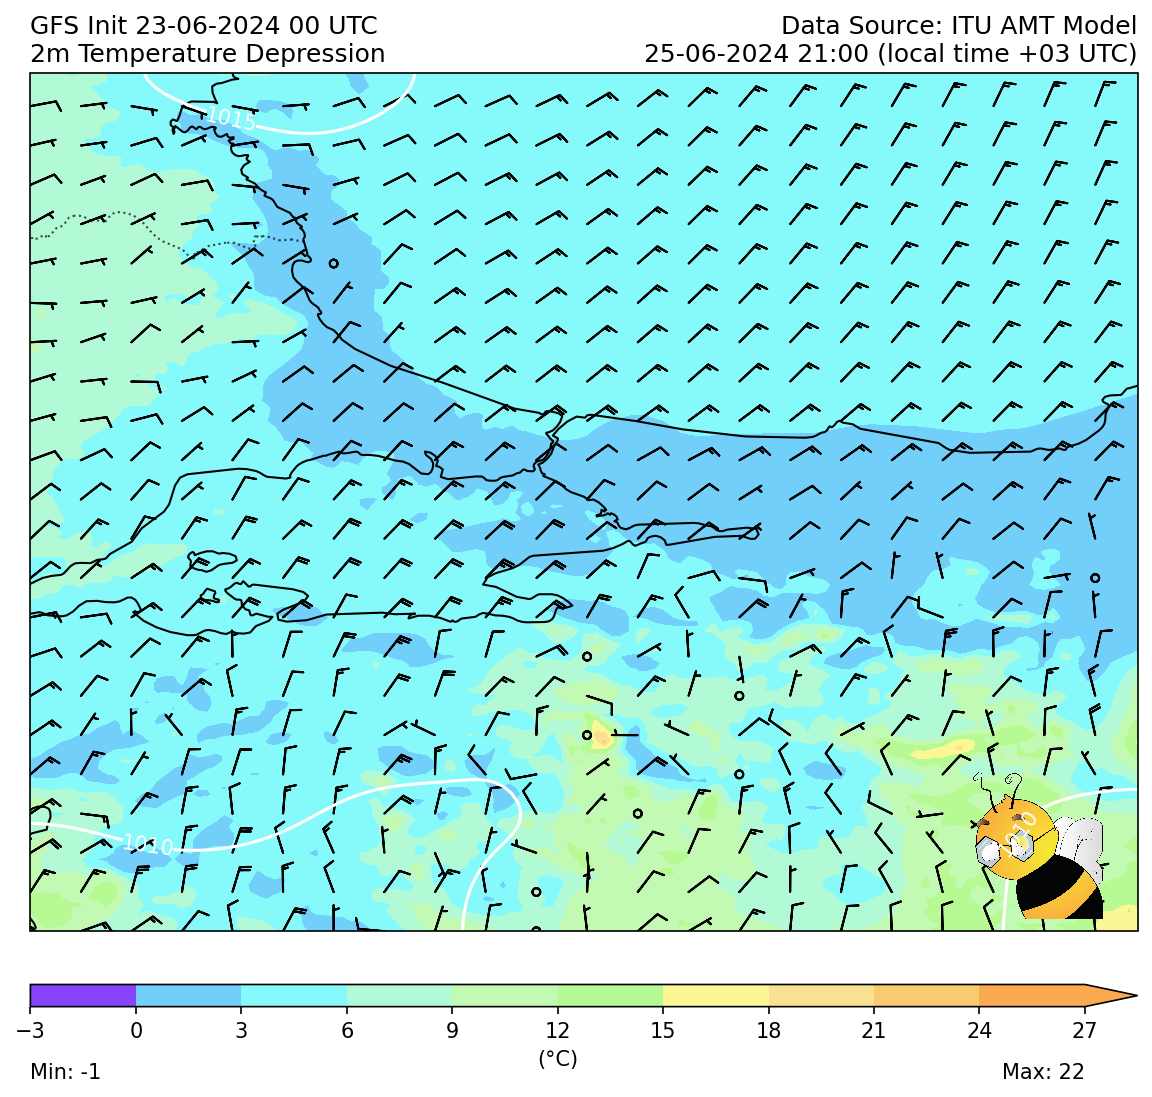 GFS Init 23-06-2024 00 UTC
Data Source: ITU AMT Model
2m Temperature Depression
25-06-2024 21:00 (local time +03 UTC)
1015
1010
1010
−3 0 3 6 9 12 15 18 21 24 27
(°C)
Min: -1
Max: 22